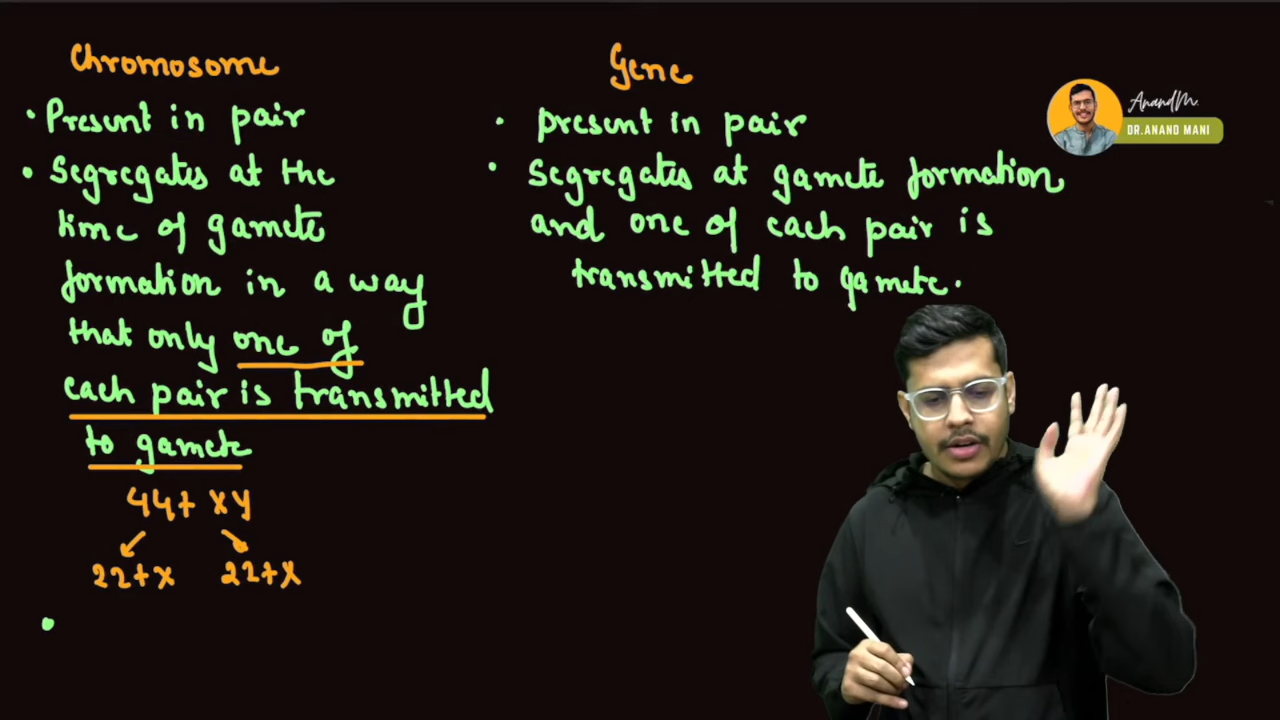 Chromosome
• Present in pair
• Segregates at the
time of gamete
formation in a way
that only one of
each pair is transmitted
to gamete
44+ XY
22+X 22+X
•
Gene
• present in pair
• Segregates at gamete formation
and one of each pair is
transmitted to gamete.
AnandM.
DR.ANAND MANI